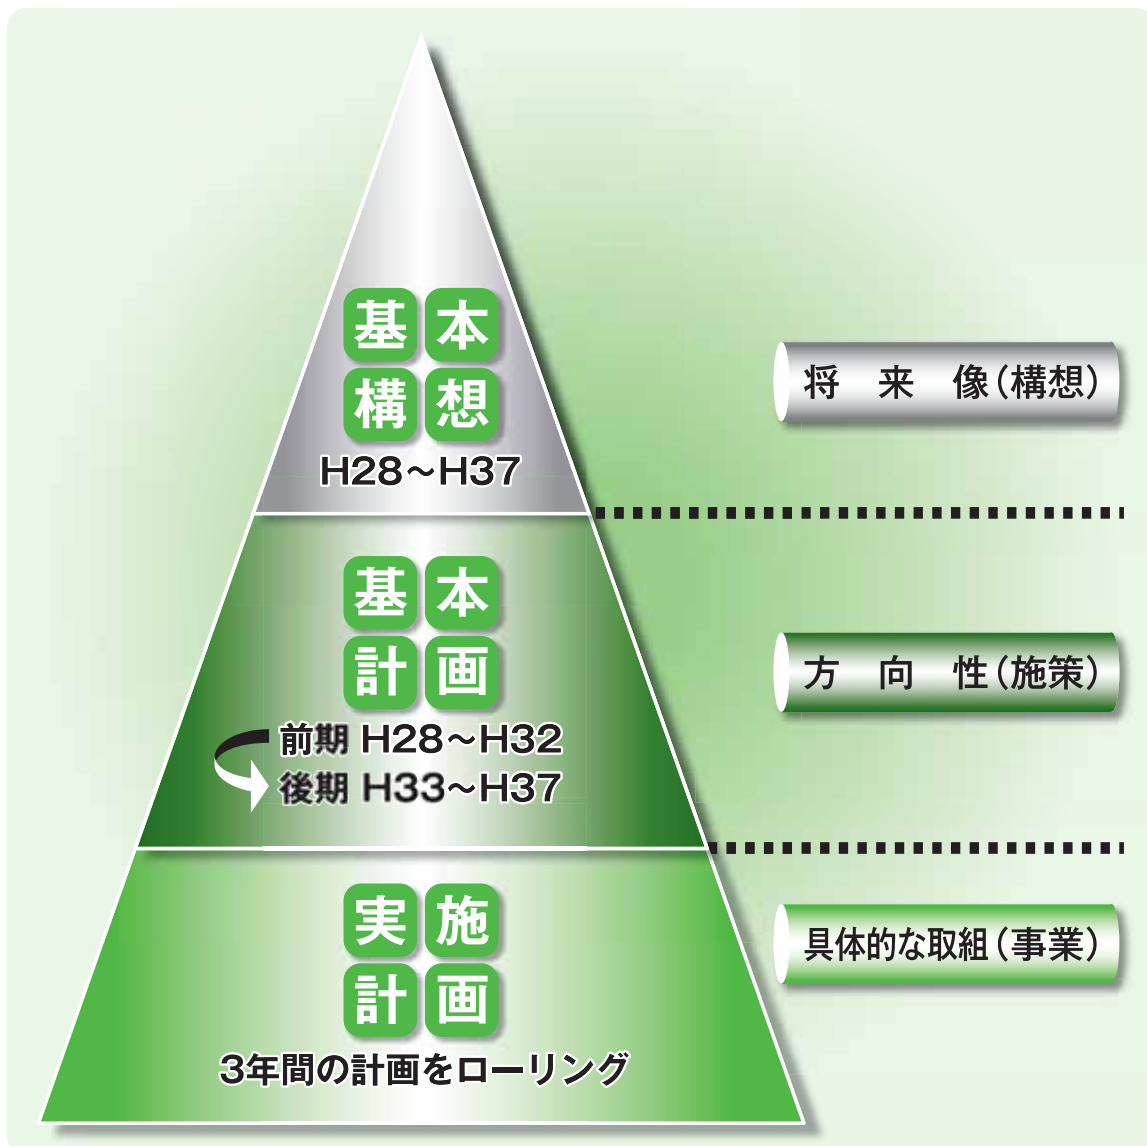 基本
構想
H28～H37
将　来　像（構想）
基本
計画
前期 H28～H32
後期 H33～H37
方　向　性（施策）
実施
計画
3年間の計画をローリング
具体的な取組（事業）